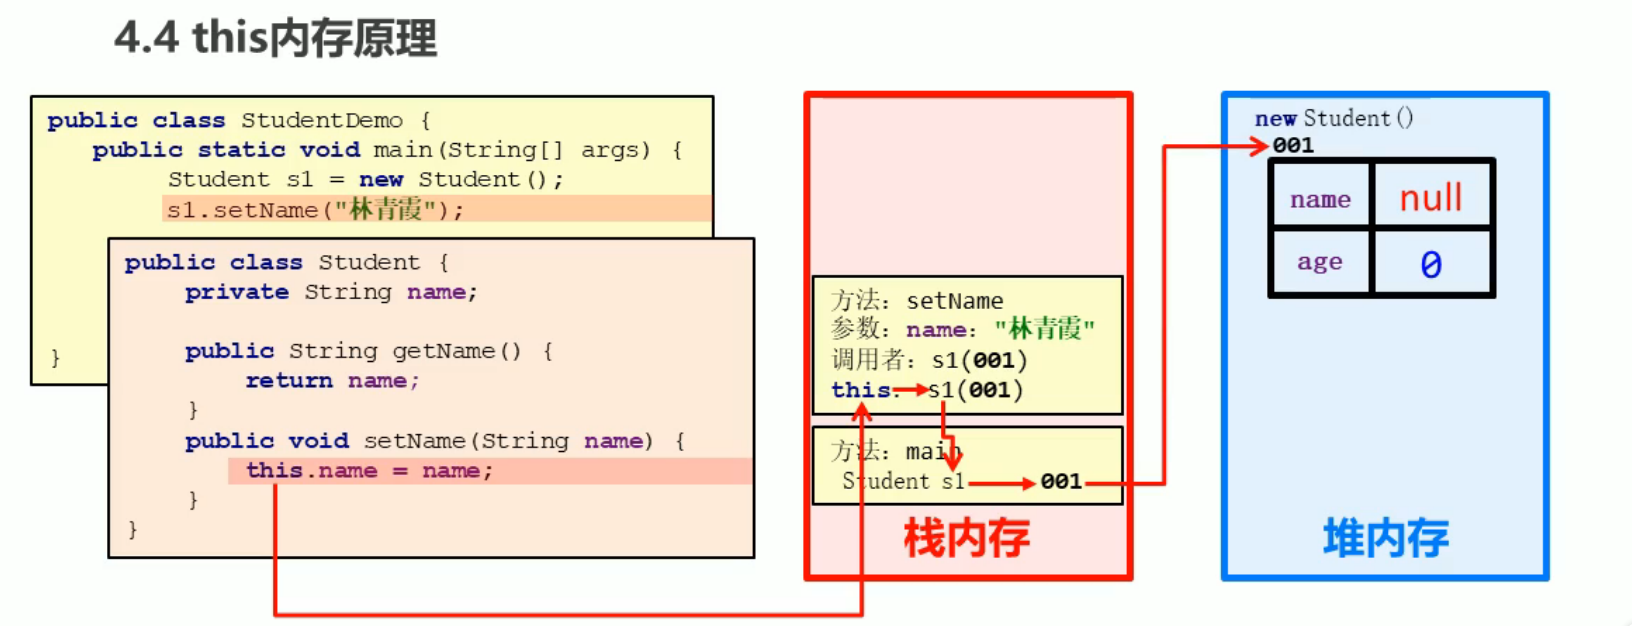 4.4 this内存原理
public class StudentDemo {
public static void main(String[] args) {
Student s1 = new Student();
s1.setName("林青霞");
}
public class Student {
private String name;
public String getName() {
return name;
}
public void setName(String name) {
this.name = name;
}
}
方法: setName
参数: name: "林青霞"
调用者: s1(001)
this: s1(001)
方法: main
Student s1 001
栈内存
new Student()
001
name null
age 0
堆内存